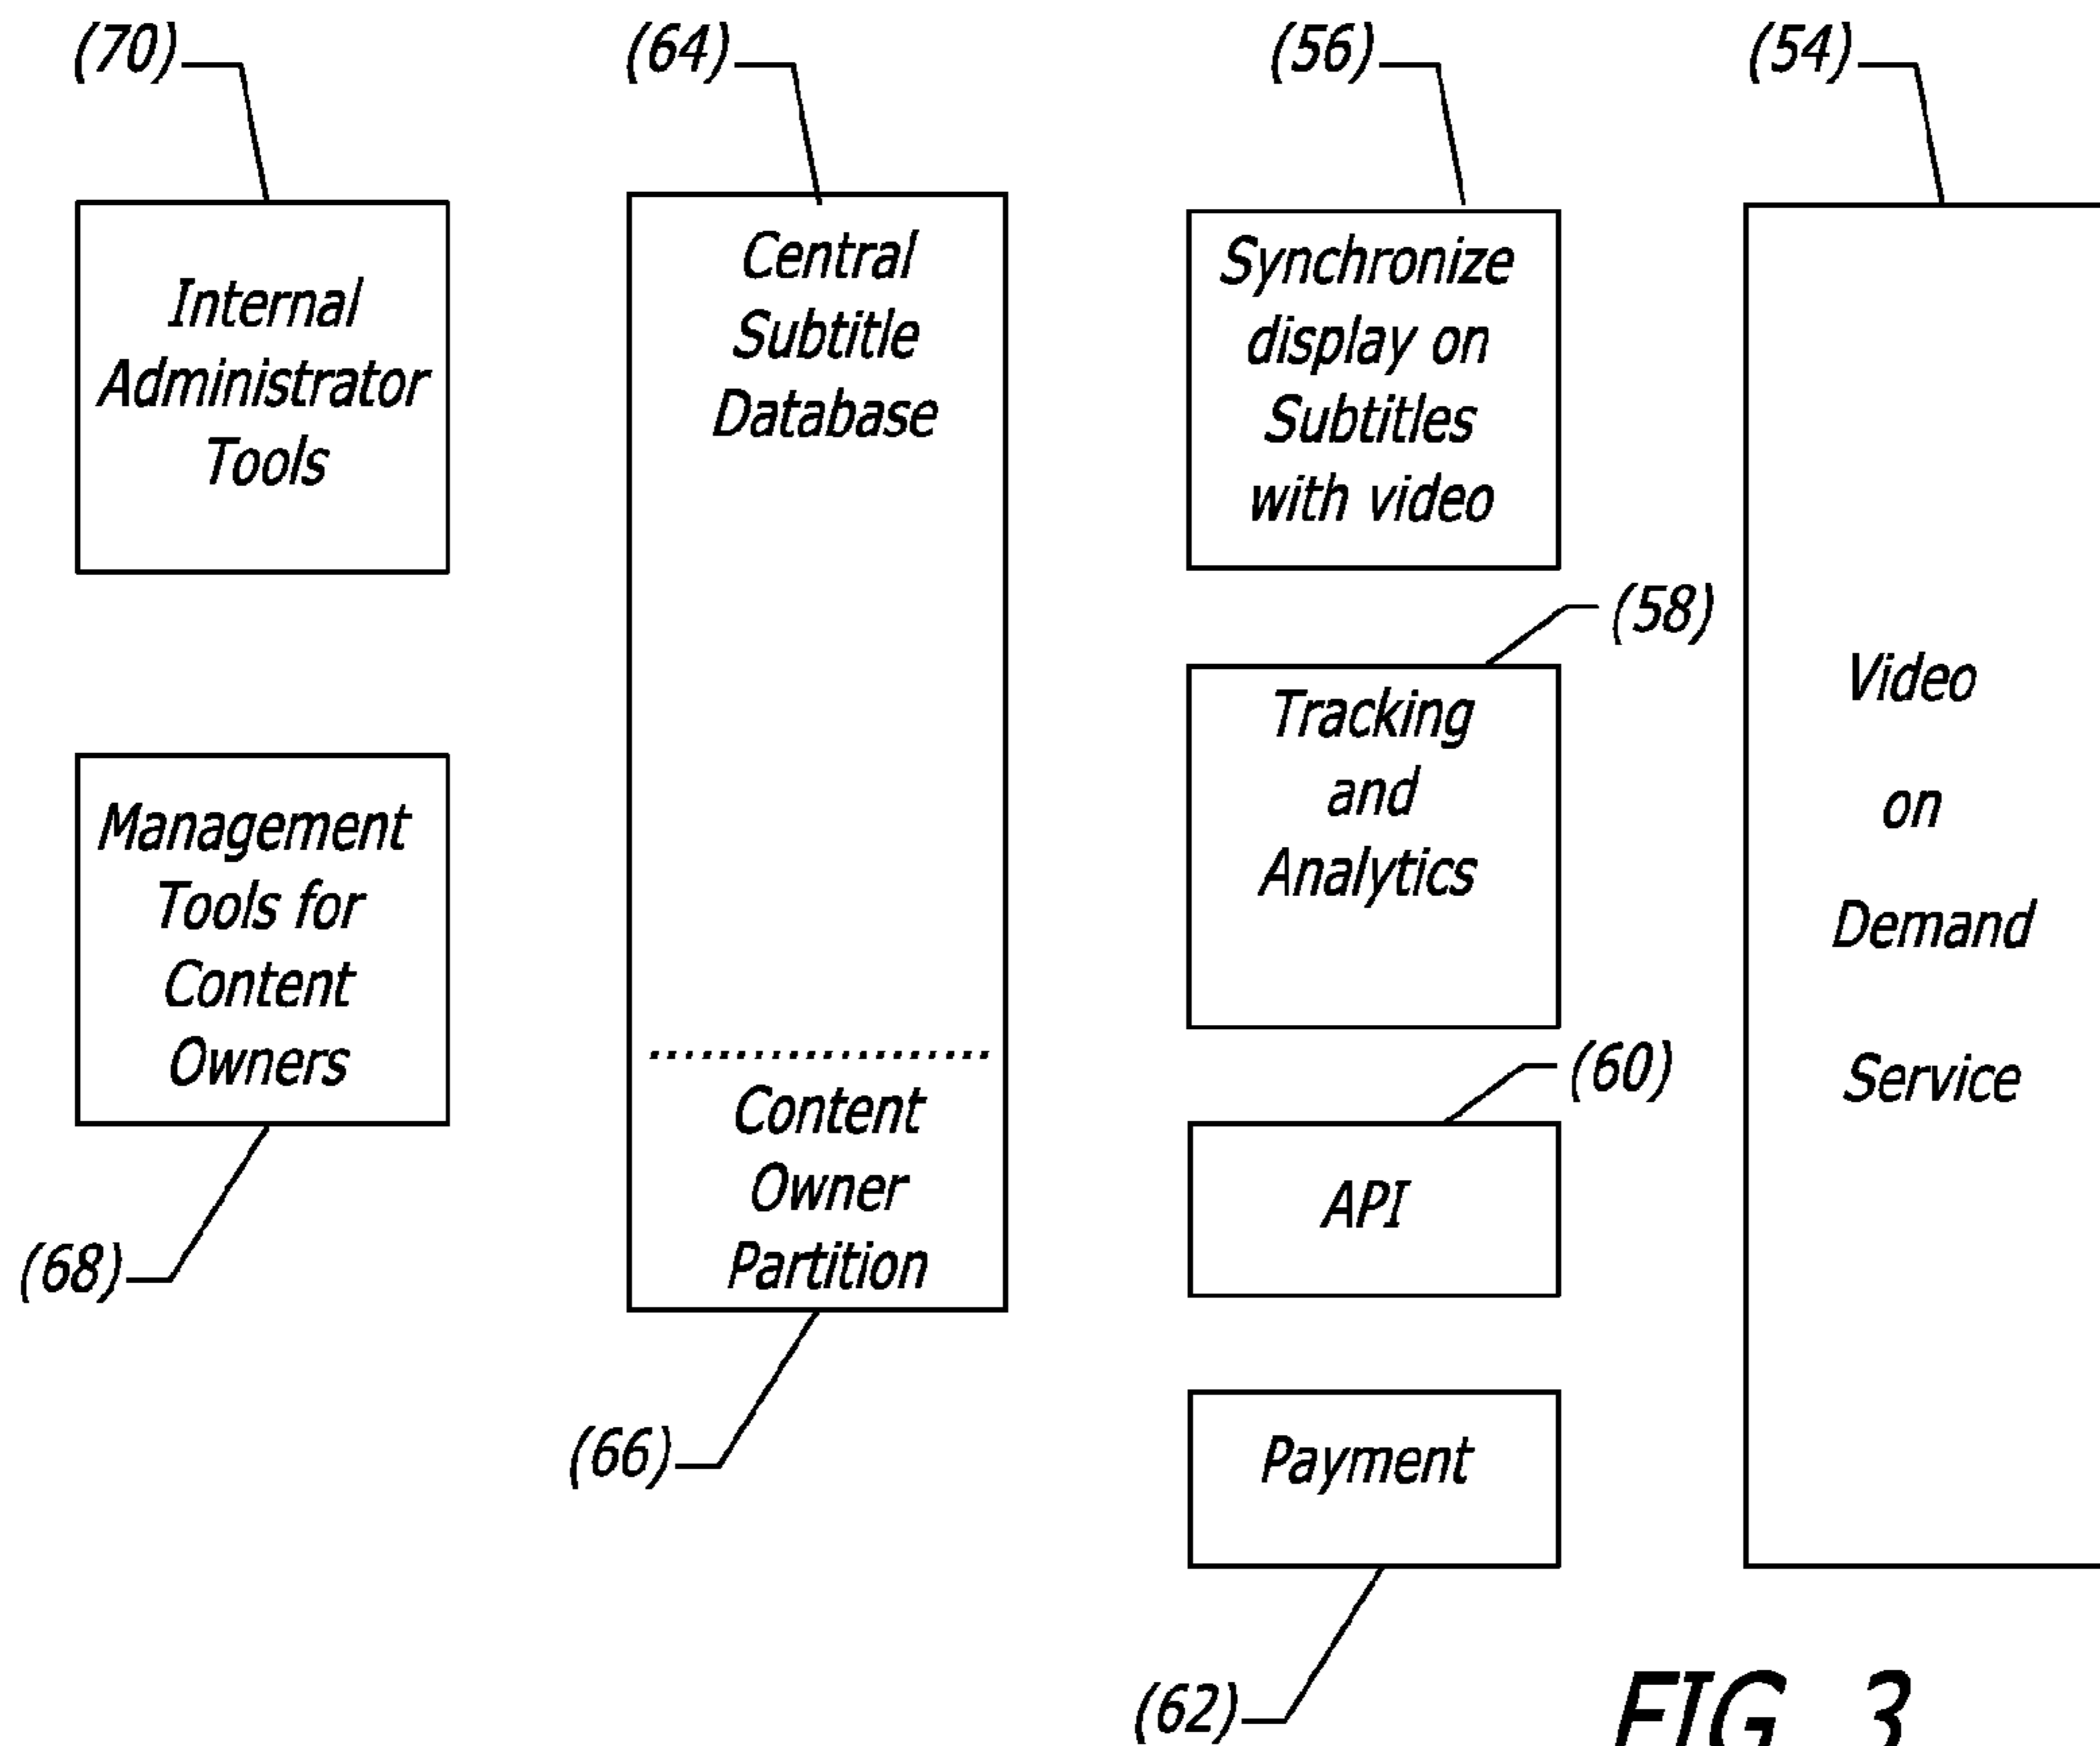 (70)
(64)
(56)
(54)
Internal
Administrator
Tools
Central
Subtitle
Database
Synchronize
display on
Subtitles
with video
(58)
Tracking
and
Analytics
Video
on
Demand
Service
Management
Tools for
Content
Owners
(68)
Content
Owner
Partition
(66)
(60)
API
Payment
(62)
FIG. 3